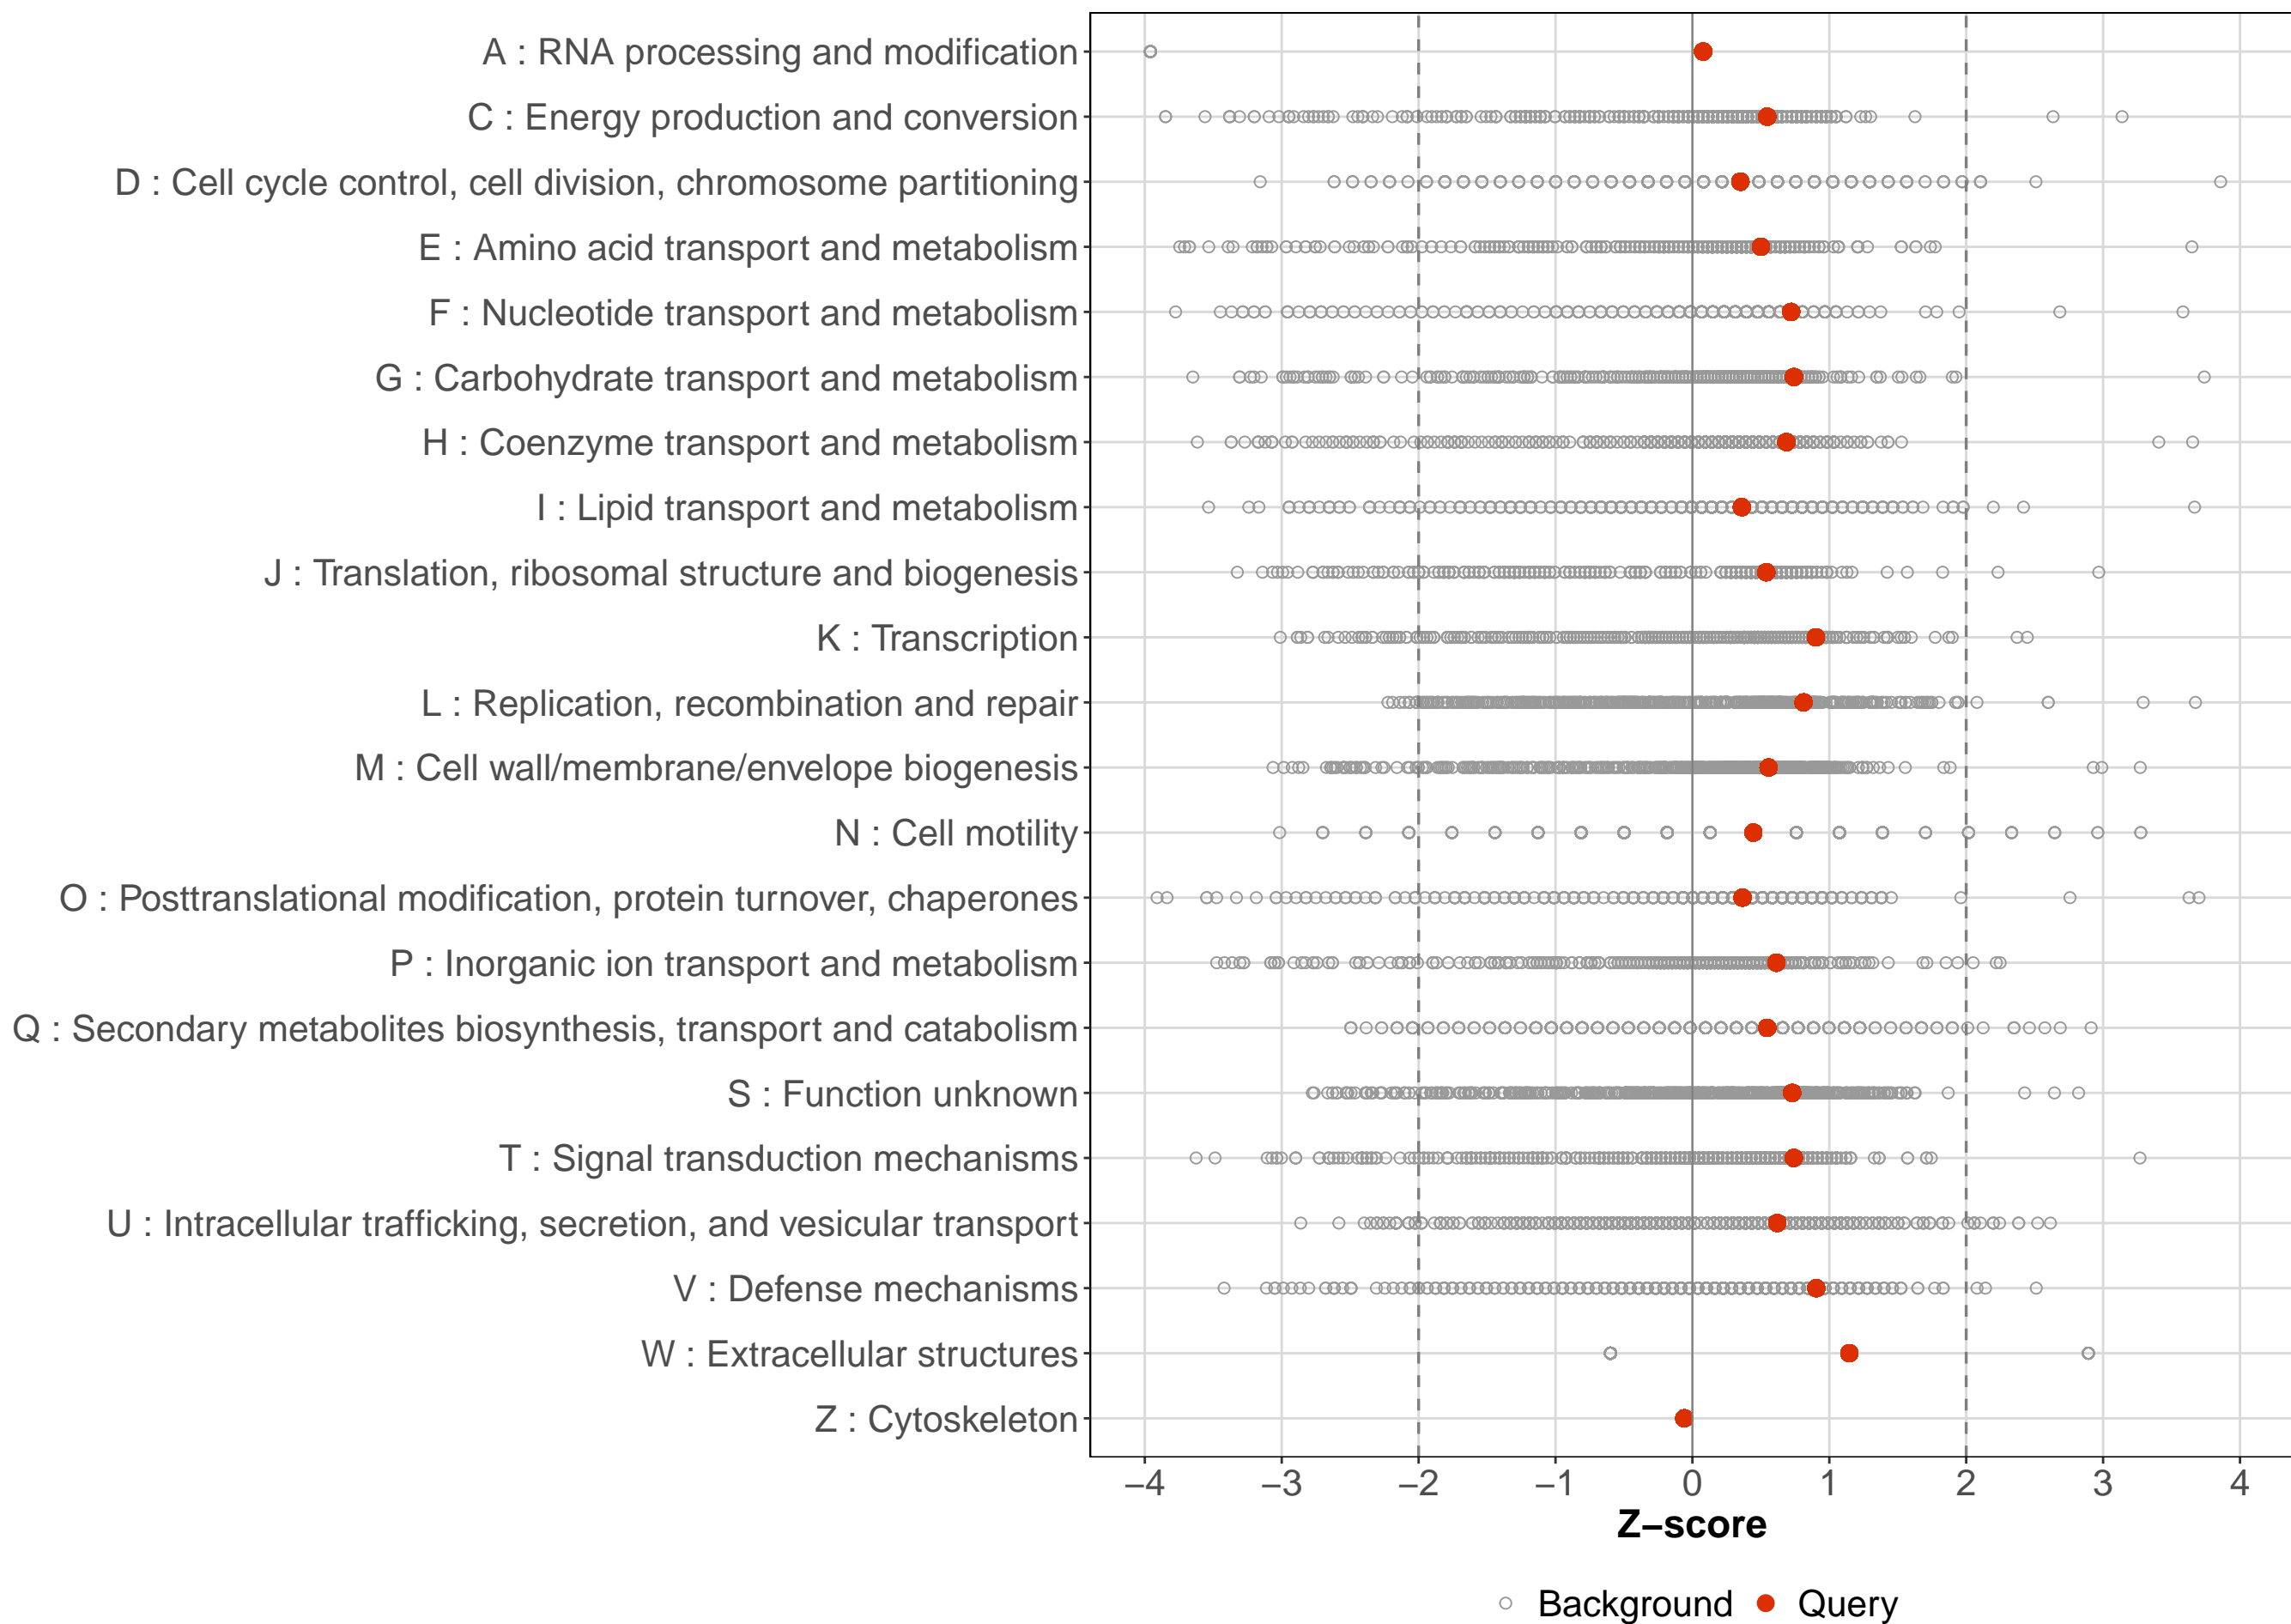 A : RNA processing and modification
C : Energy production and conversion
D : Cell cycle control, cell division, chromosome partitioning
E : Amino acid transport and metabolism
F : Nucleotide transport and metabolism
G : Carbohydrate transport and metabolism
H : Coenzyme transport and metabolism
I : Lipid transport and metabolism
J : Translation, ribosomal structure and biogenesis
K : Transcription
L : Replication, recombination and repair
M : Cell wall/membrane/envelope biogenesis
N : Cell motility
O : Posttranslational modification, protein turnover, chaperones
P : Inorganic ion transport and metabolism
Q : Secondary metabolites biosynthesis, transport and catabolism
S : Function unknown
T : Signal transduction mechanisms
U : Intracellular trafficking, secretion, and vesicular transport
V : Defense mechanisms
W : Extracellular structures
Z : Cytoskeleton
−4 −3 −2 −1 0 1 2 3 4
Z−score
Background Query